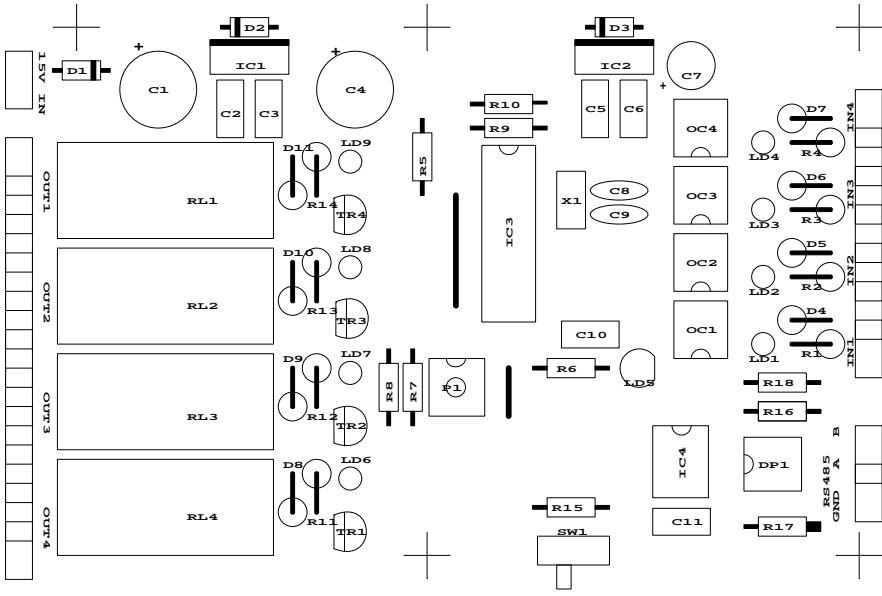 D2
D3
15V IN
D1
+
C1
IC1
+
C4
IC2
C7
+
C2
C3
C5
C6
R10
R9
OC4
D7
IN4
R4
LD4
OUT1
RL1
D11
LD9
R14
TR4
R5
IC3
X1
C8
C9
OC3
D6
IN3
R3
LD3
OUT2
RL2
D10
LD8
R13
TR3
OC2
D5
IN2
R2
LD2
C10
OC1
D4
IN1
R1
LD1
OUT3
RL3
D9
LD7
R12
TR2
R8
R7
P1
R6
LD5
R18
R16
OUT4
RL4
D8
LD6
R11
TR1
IC4
DP1
B
A
GND
RS485
R15
SW1
C11
R17